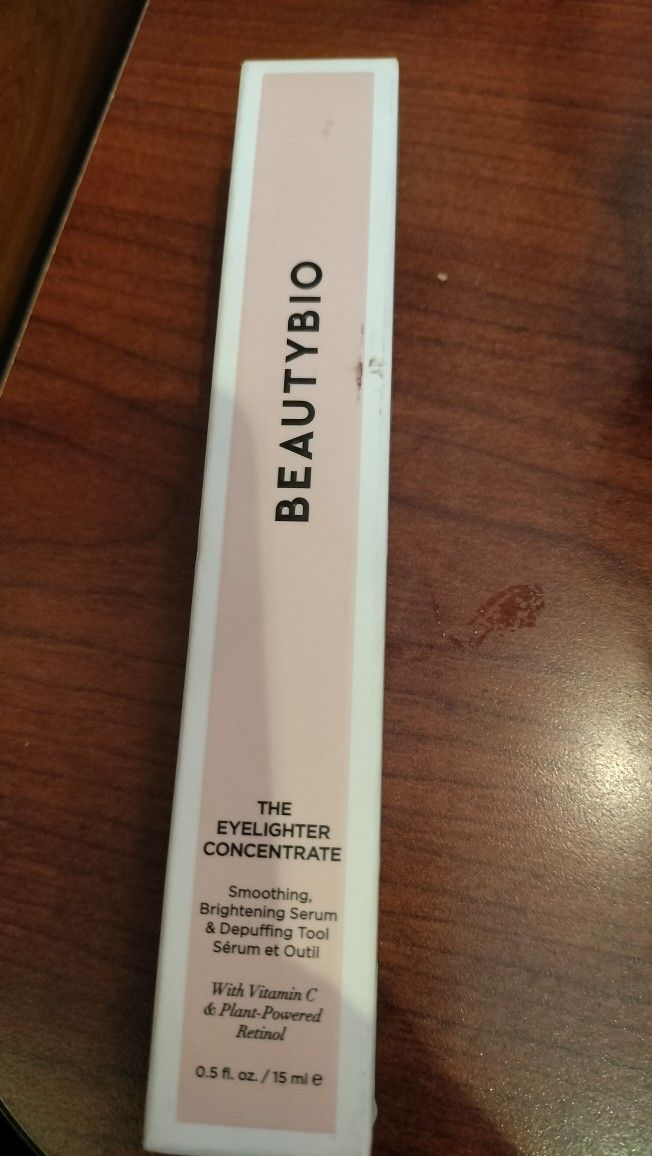 BEAUTYBIO
THE
EYELIGHTER
CONCENTRATE
Smoothing,
Brightening Serum
& Depuffing Tool
Sérum et Outil
With Vitamin C
& Plant-Powered
Retinol
0.5 fl. oz. / 15 ml ℮